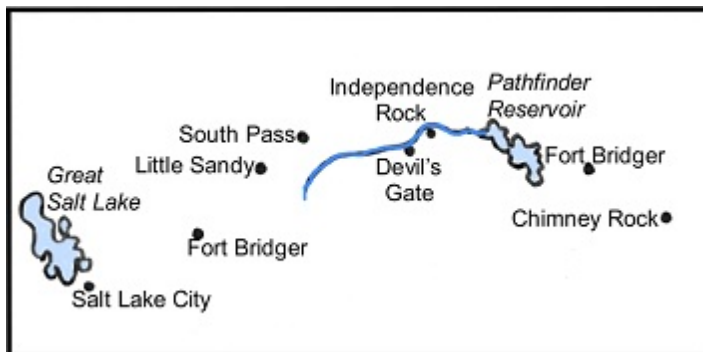 Independence
Rock
Pathfinder
Reservoir
South Pass
Little Sandy
Devil's
Gate
Fort Bridger
Great
Salt Lake
Chimney Rock
Fort Bridger
Salt Lake City